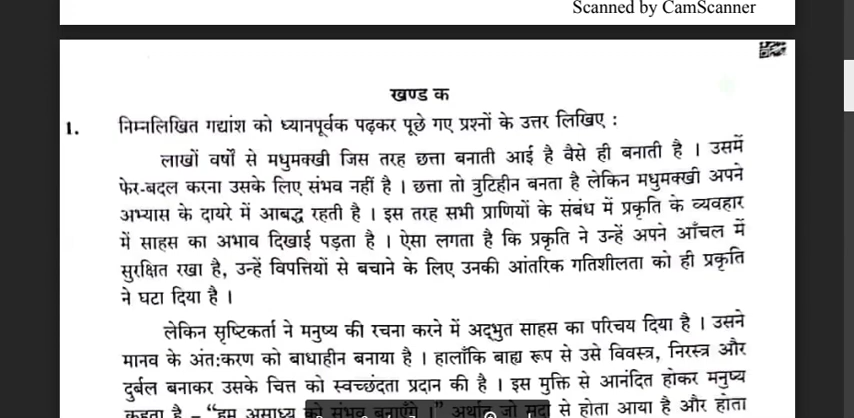 Scanned by CamScanner
खण्ड क
1. निम्नलिखित गद्यांश को ध्यानपूर्वक पढ़कर पूछे गए प्रश्नों के उत्तर लिखिए :
लाखों वर्षों से मधुमक्खी जिस तरह छत्ता बनाती आई है वैसे ही बनाती है । उसमें
फेर-बदल करना उसके लिए संभव नहीं है । छत्ता तो त्रुटिहीन बनता है लेकिन मधुमक्खी अपने
अभ्यास के दायरे में आबद्ध रहती है । इस तरह सभी प्राणियों के संबंध में प्रकृति के व्यवहार
में साहस का अभाव दिखाई पड़ता है । ऐसा लगता है कि प्रकृति ने उन्हें अपने आँचल में
सुरक्षित रखा है, उन्हें विपत्तियों से बचाने के लिए उनकी आंतरिक गतिशीलता को ही प्रकृति
ने घटा दिया है ।
लेकिन सृष्टिकर्ता ने मनुष्य की रचना करने में अद्भुत साहस का परिचय दिया है । उसने
मानव के अंत:करण को बाधाहीन बनाया है । हालाँकि बाह्य रूप से उसे विवस्त्र, निरस्त्र और
दुर्बल बनाकर उसके चित्त को स्वच्छंदता प्रदान की है । इस मुक्ति से आनंदित होकर मनुष्य
कहता है – “हम असाध्य को संभव बनाएँगे ।” अर्थात् जो सदा से होता आया है और होता